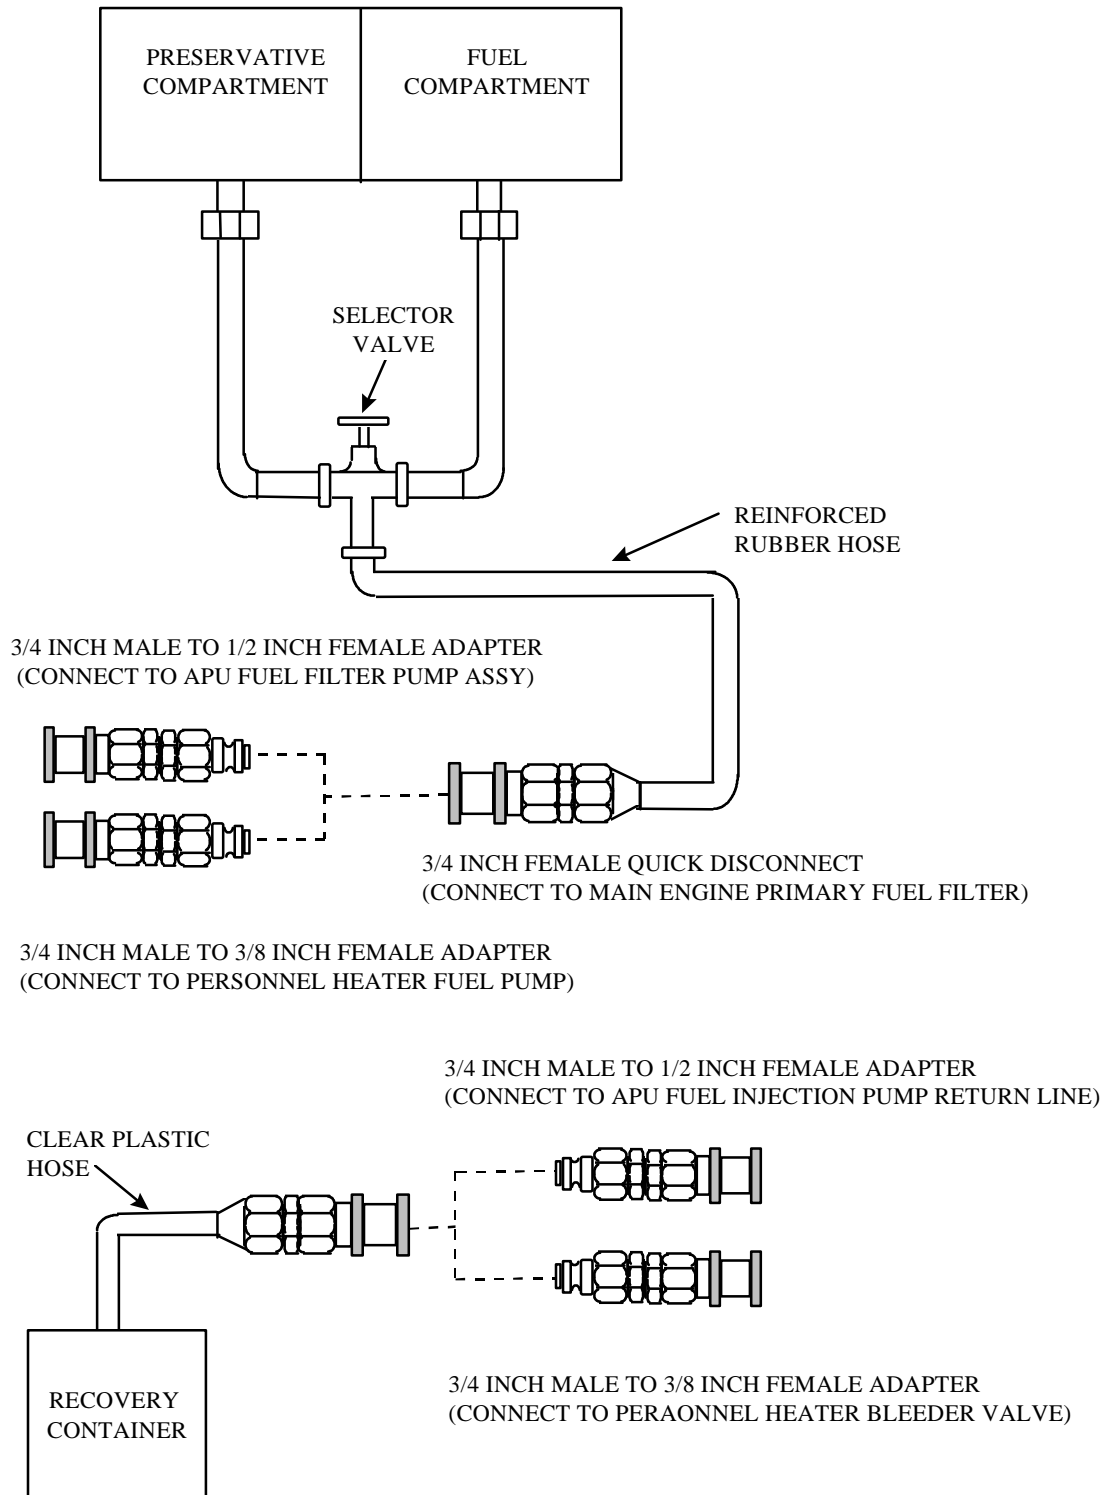 PRESERVATIVE
COMPARTMENT
FUEL
COMPARTMENT
SELECTOR
VALVE
REINFORCED
RUBBER HOSE
3/4 INCH MALE TO 1/2 INCH FEMALE ADAPTER
(CONNECT TO APU FUEL FILTER PUMP ASSY)
3/4 INCH FEMALE QUICK DISCONNECT
(CONNECT TO MAIN ENGINE PRIMARY FUEL FILTER)
3/4 INCH MALE TO 3/8 INCH FEMALE ADAPTER
(CONNECT TO PERSONNEL HEATER FUEL PUMP)
3/4 INCH MALE TO 1/2 INCH FEMALE ADAPTER
(CONNECT TO APU FUEL INJECTION PUMP RETURN LINE)
CLEAR PLASTIC
HOSE
RECOVERY
CONTAINER
3/4 INCH MALE TO 3/8 INCH FEMALE ADAPTER
(CONNECT TO PERAONNEL HEATER BLEEDER VALVE)